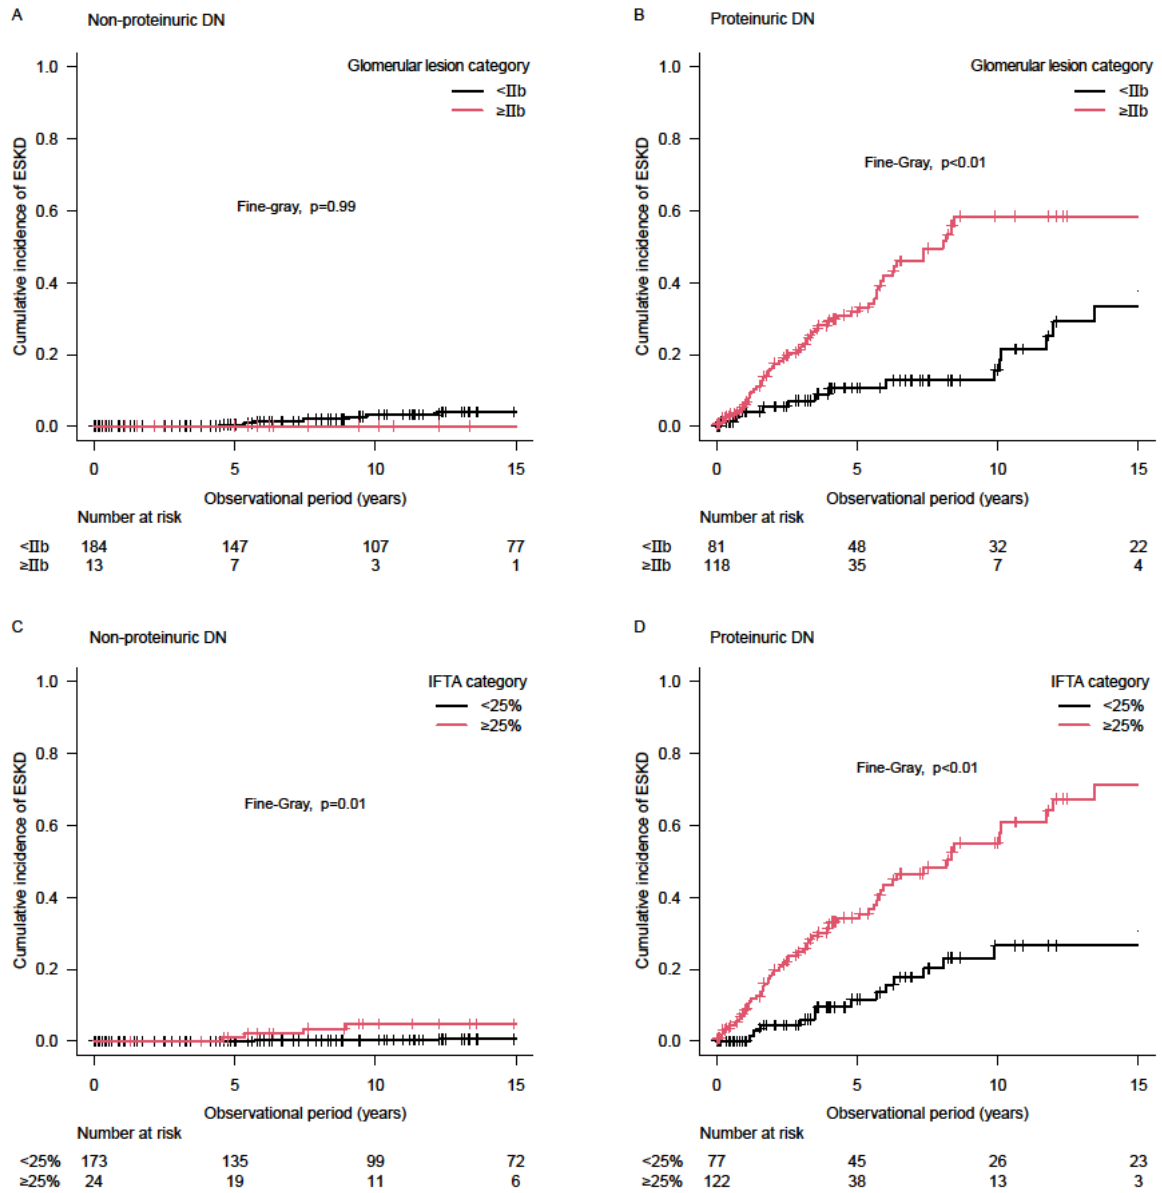 A
Non-proteinuric DN
1.0
0.8
0.6
0.4
0.2
0.0
Cumulative incidence of ESKD
Glomerular lesion category
<Ⅱb
≥Ⅱb
Fine-gray, p=0.99
0 5 10 15
Observational period (years)
Number at risk
<Ⅱb 184 147 107 77
≥Ⅱb 13 7 3 1
B
Proteinuric DN
1.0
0.8
0.6
0.4
0.2
0.0
Cumulative incidence of ESKD
Glomerular lesion category
<Ⅱb
≥Ⅱb
Fine-Gray, p<0.01
0 5 10 15
Observational period (years)
Number at risk
<Ⅱb 81 48 32 22
≥Ⅱb 118 35 7 4
C
Non-proteinuric DN
1.0
0.8
0.6
0.4
0.2
0.0
Cumulative incidence of ESKD
IFTA category
<25%
≥25%
Fine-Gray, p=0.01
0 5 10 15
Observational period (years)
Number at risk
<25% 173 135 99 72
≥25% 24 19 11 6
D
Proteinuric DN
1.0
0.8
0.6
0.4
0.2
0.0
Cumulative incidence of ESKD
IFTA category
<25%
≥25%
Fine-Gray, p<0.01
0 5 10 15
Observational period (years)
Number at risk
<25% 77 45 26 23
≥25% 122 38 13 3